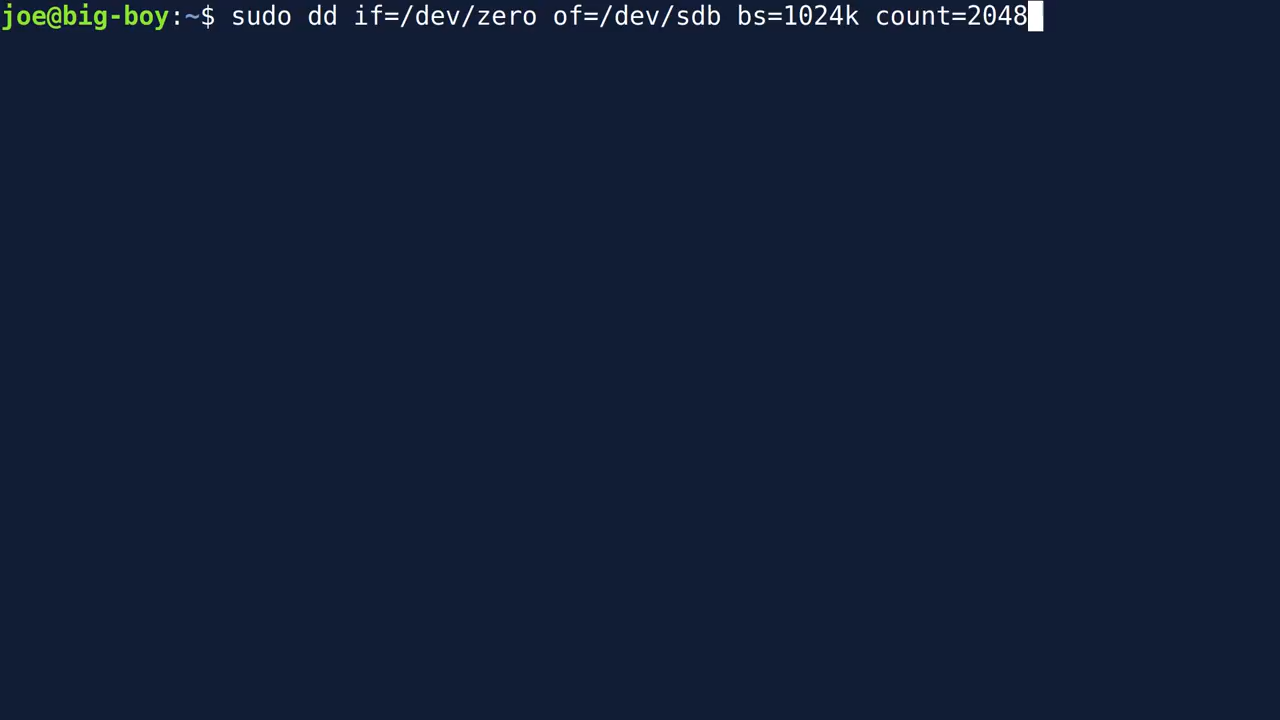 joe@big-boy:~$ sudo dd if=/dev/zero of=/dev/sdb bs=1024k count=2048